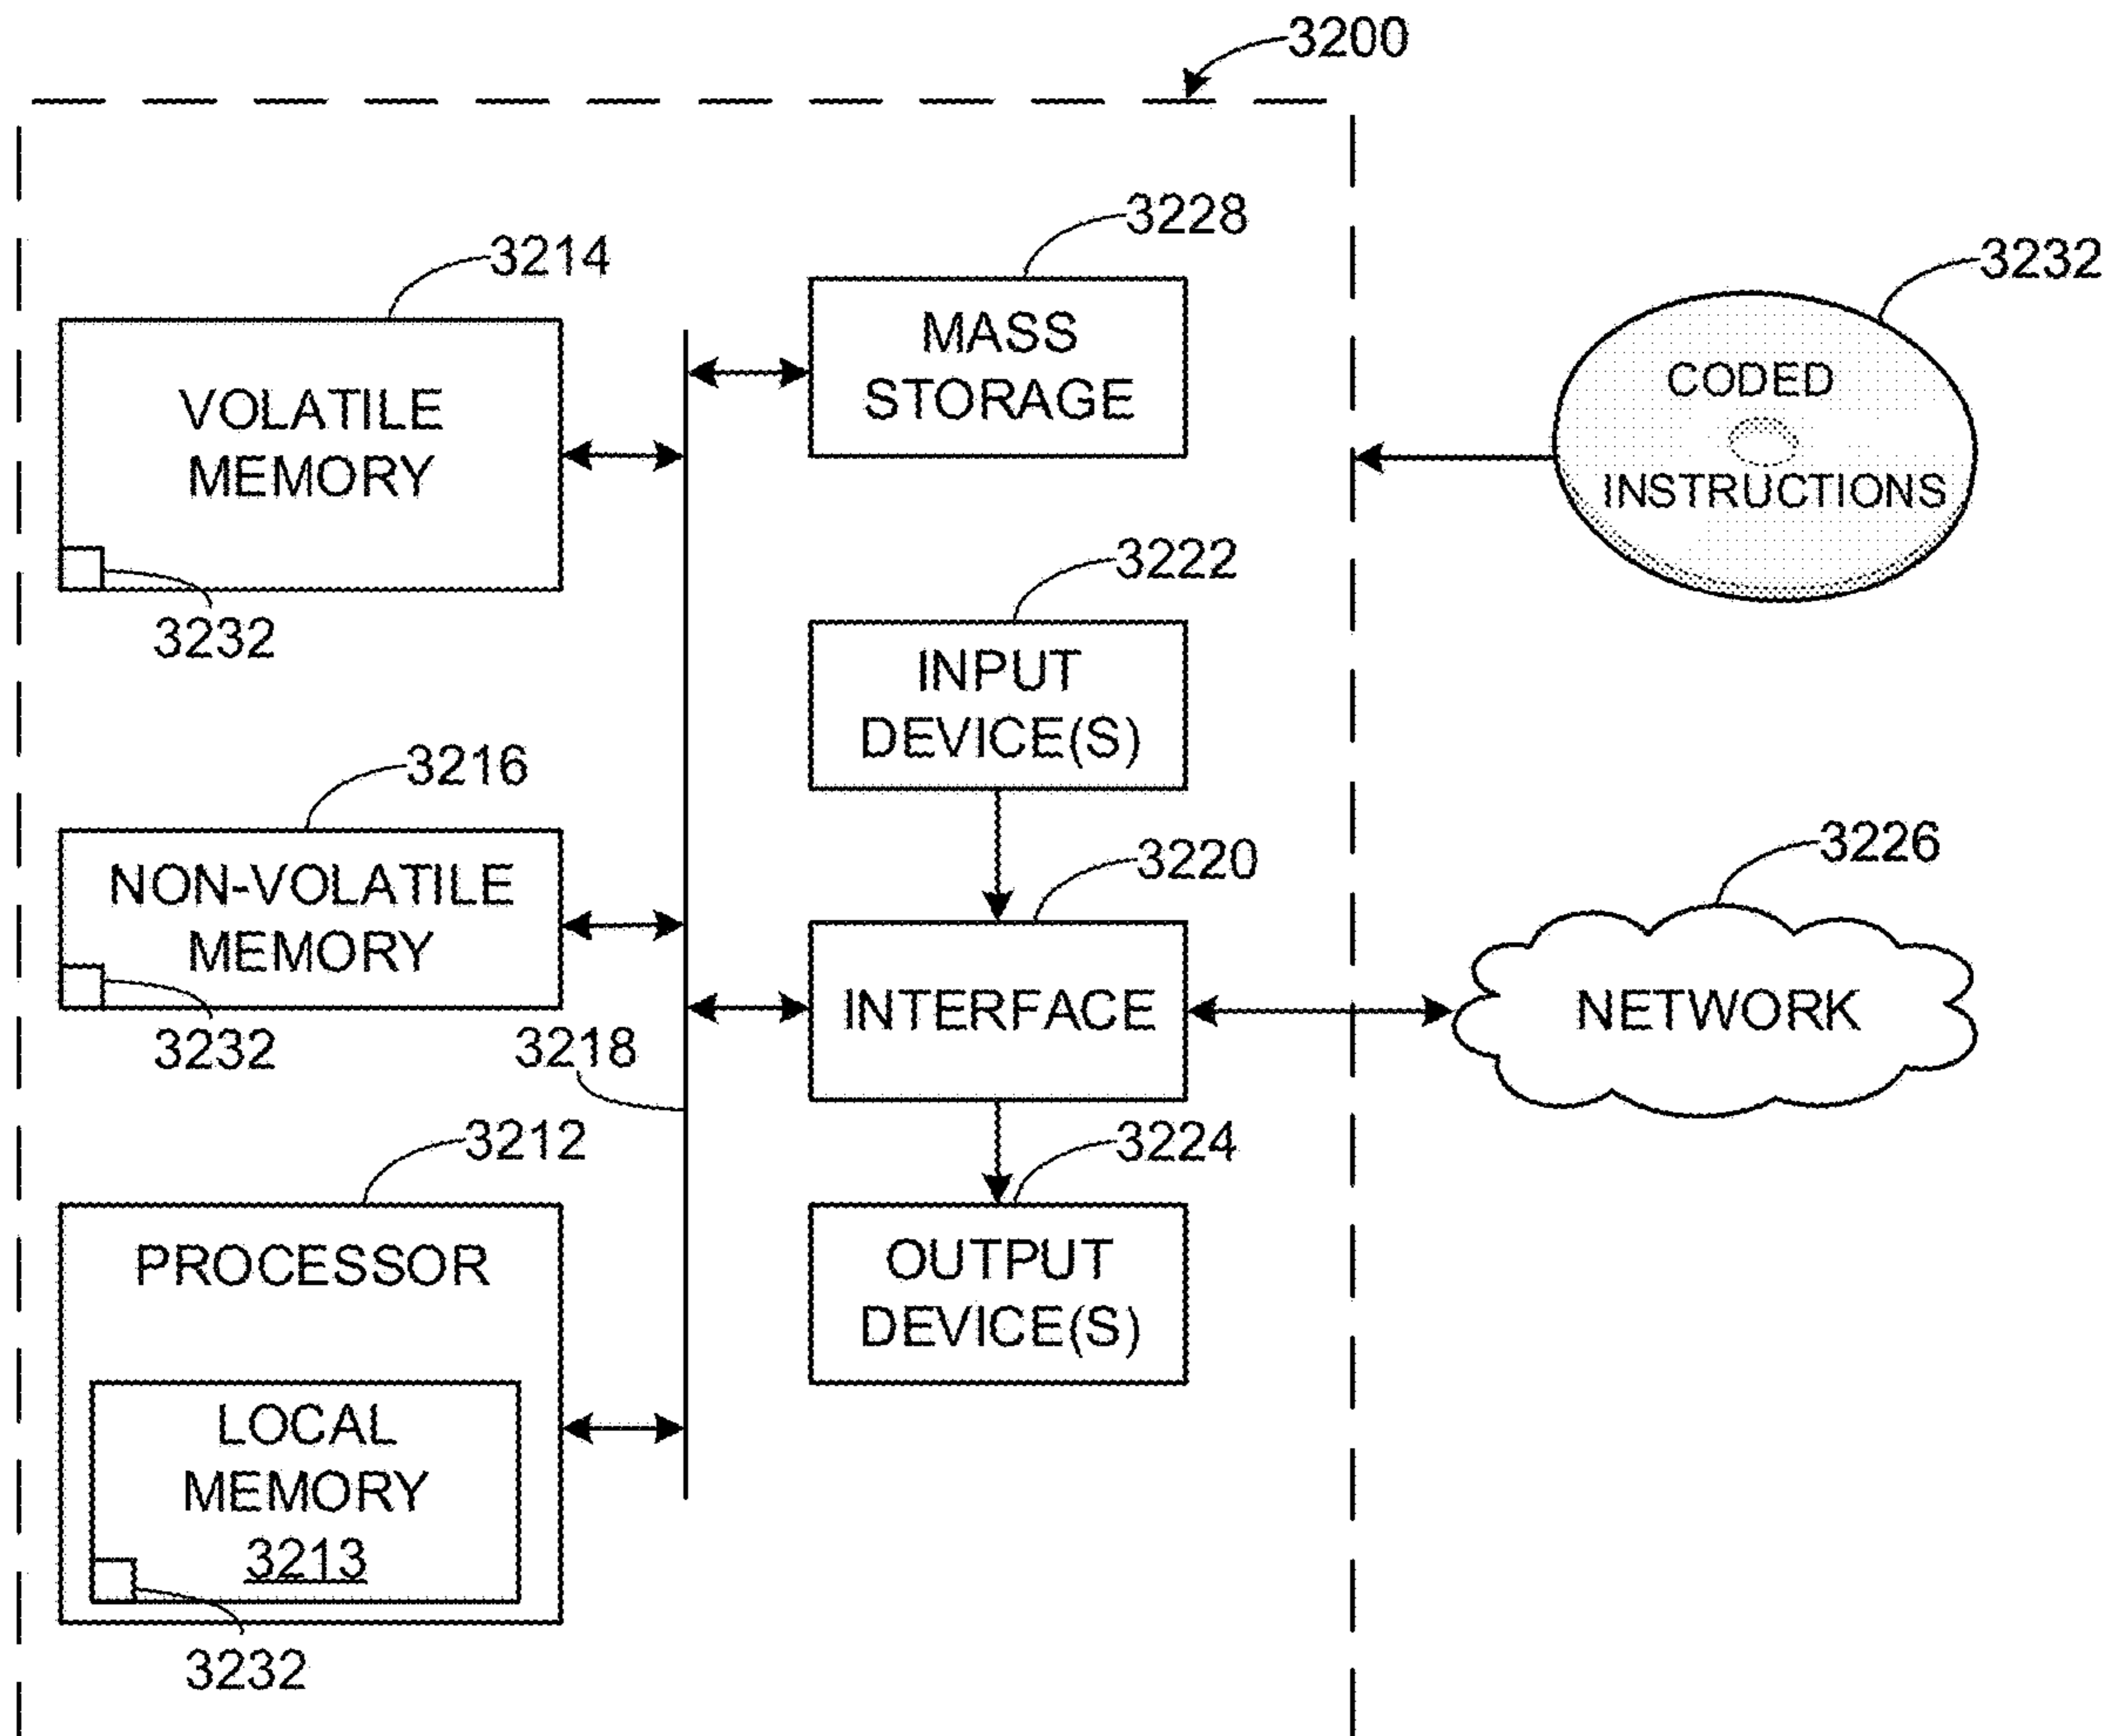 3200
3228
3214
3232
MASS
STORAGE
VOLATILE
MEMORY
CODED
INSTRUCTIONS
3222
3232
INPUT
DEVICE(S)
3216
3226
3220
NON-VOLATILE
MEMORY
INTERFACE
NETWORK
3232
3218
3212
3224
PROCESSOR
OUTPUT
DEVICE(S)
LOCAL
MEMORY
3213
3232